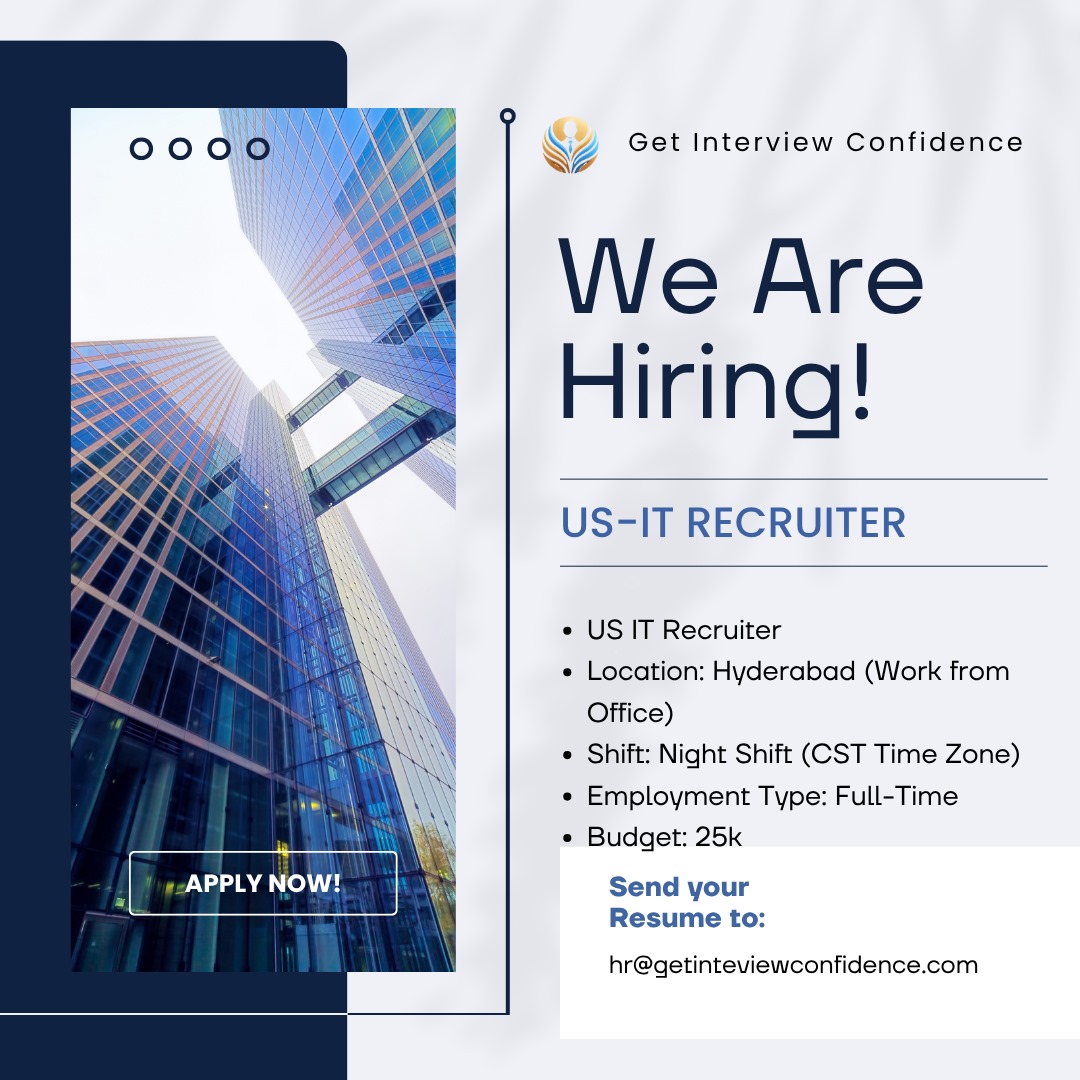 Get Interview Confidence
We Are
Hiring!
US-IT RECRUITER
• US IT Recruiter
• Location: Hyderabad (Work from
Office)
• Shift: Night Shift (CST Time Zone)
• Employment Type: Full-Time
• Budget: 25k
Send your
Resume to:
hr@getinteviewconfidence.com
APPLY NOW!